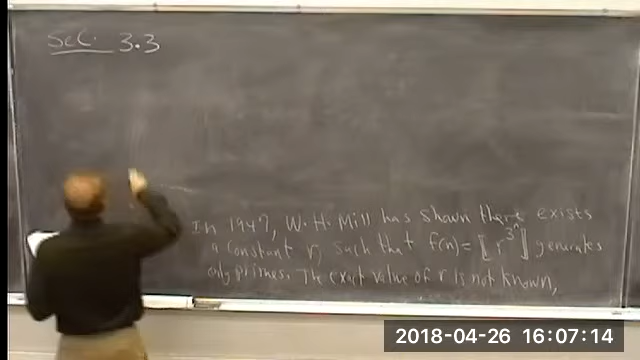 Sec. 3.3
In 1947, W. H. Mill has shown there exists
a constant r, such that f(n) = ⟦ r^3^n ⟧ generates
only primes. The exact value of r is not known,
2018-04-26 16:07:14